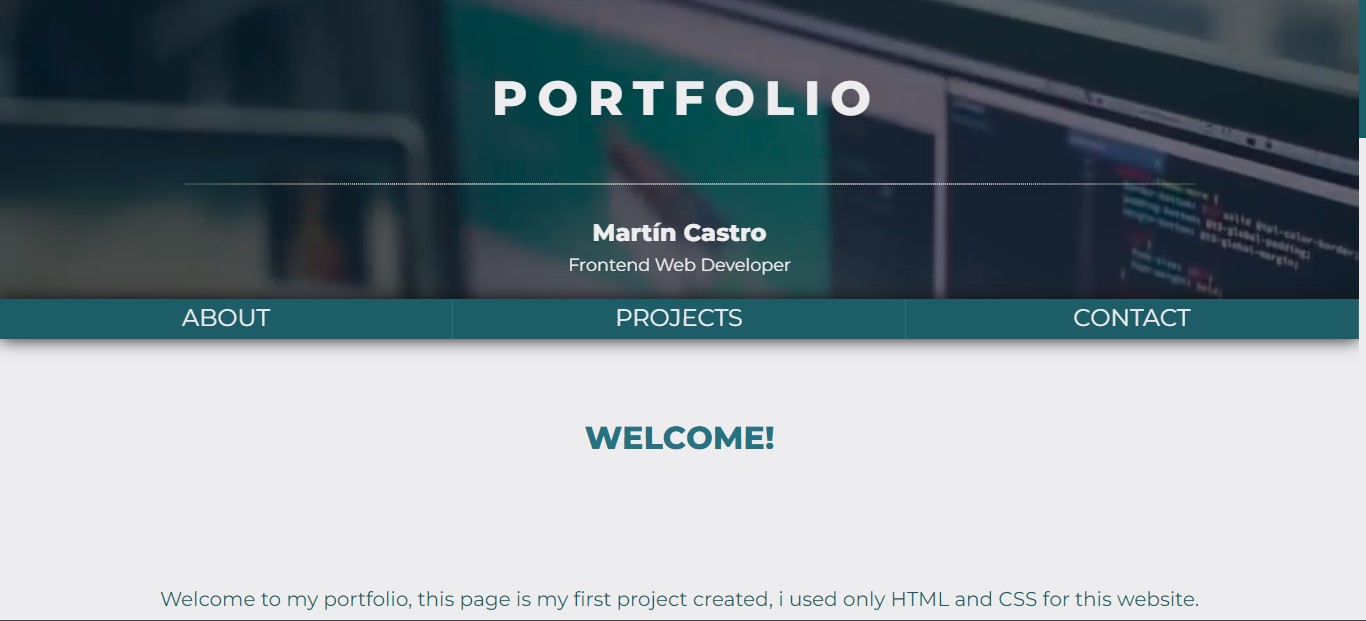 PORTFOLIO
Martín Castro
Frontend Web Developer
ABOUT
PROJECTS
CONTACT
WELCOME!
Welcome to my portfolio, this page is my first project created, i used only HTML and CSS for this website.